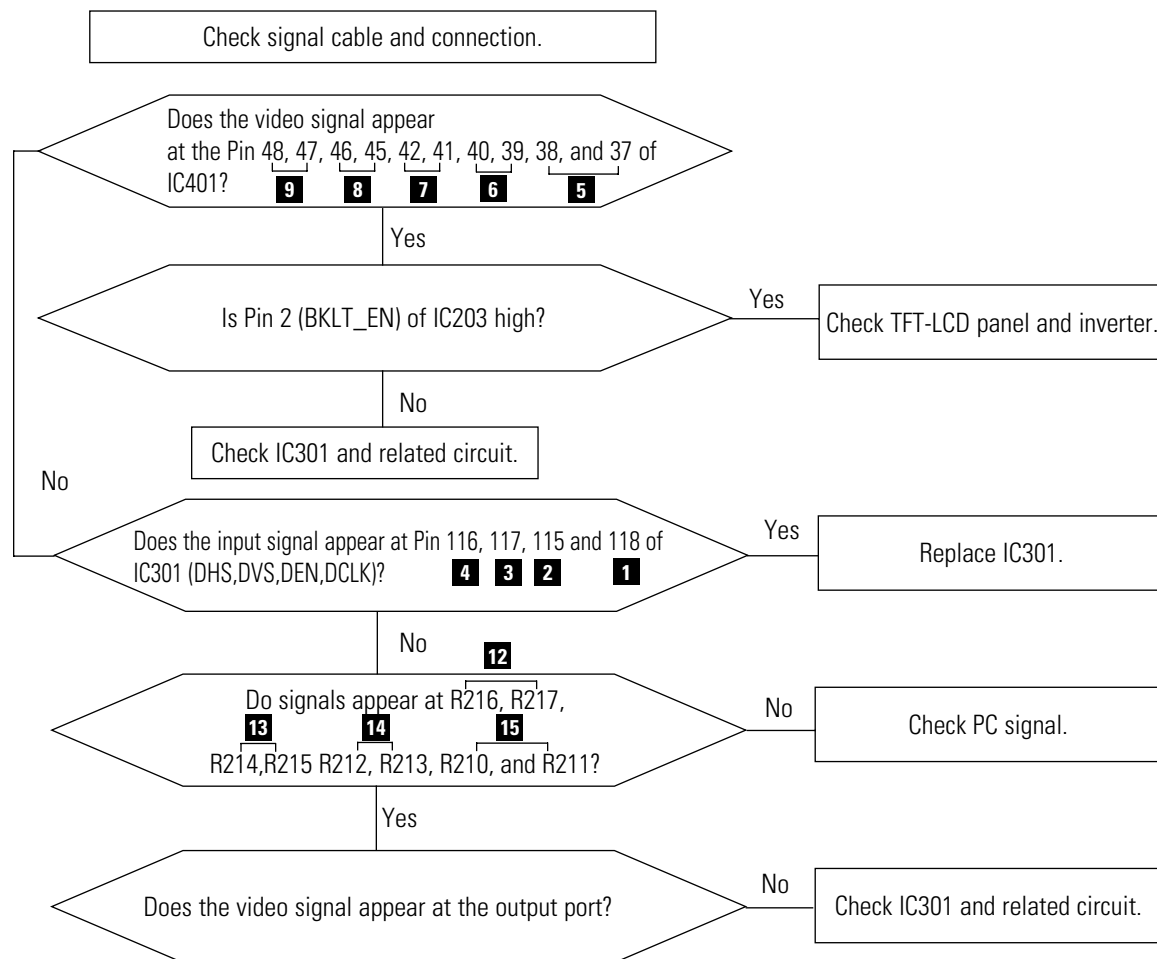 Check signal cable and connection.
Does the video signal appear
at the Pin 48, 47, 46, 45, 42, 41, 40, 39, 38, and 37 of
IC401?
9 8 7 6 5
Yes
Is Pin 2 (BKLT_EN) of IC203 high?
Yes
Check TFT-LCD panel and inverter.
No
Check IC301 and related circuit.
No
Does the input signal appear at Pin 116, 117, 115 and 118 of
IC301 (DHS,DVS,DEN,DCLK)?
4 3 2 1
Yes
Replace IC301.
No
12
Do signals appear at R216, R217,
13 14 15
R214,R215 R212, R213, R210, and R211?
No
Check PC signal.
Yes
Does the video signal appear at the output port?
No
Check IC301 and related circuit.